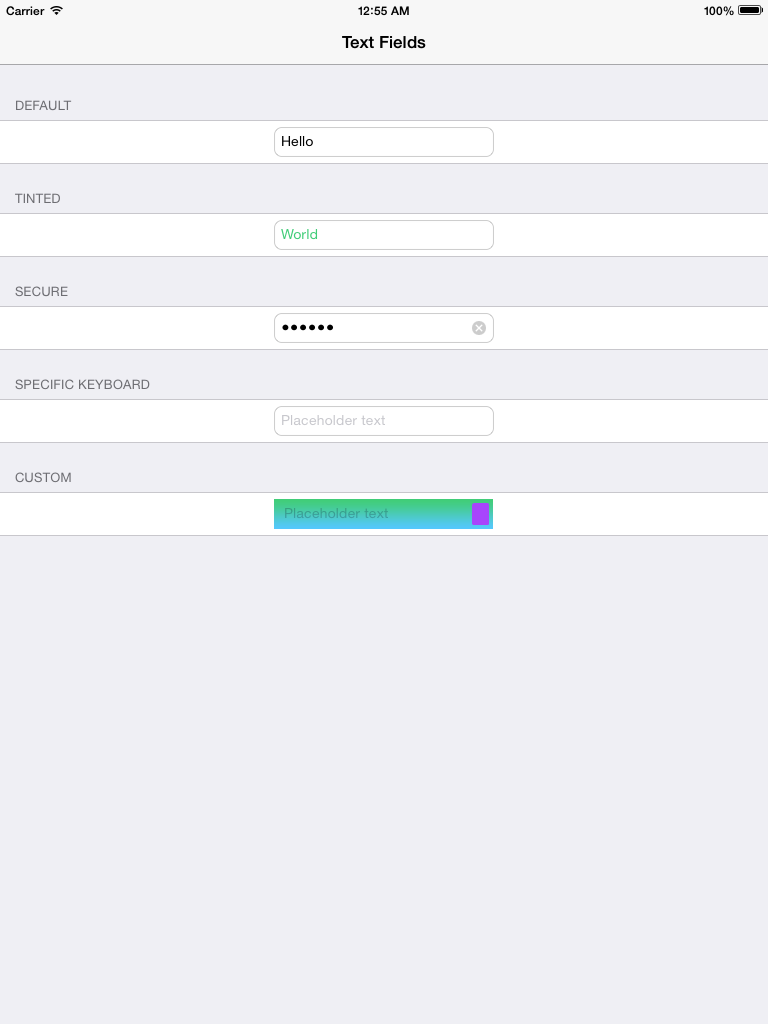 Carrier 12:55 AM 100%
Text Fields
DEFAULT
Hello
TINTED
World
SECURE
••••••
SPECIFIC KEYBOARD
Placeholder text
CUSTOM
Placeholder text